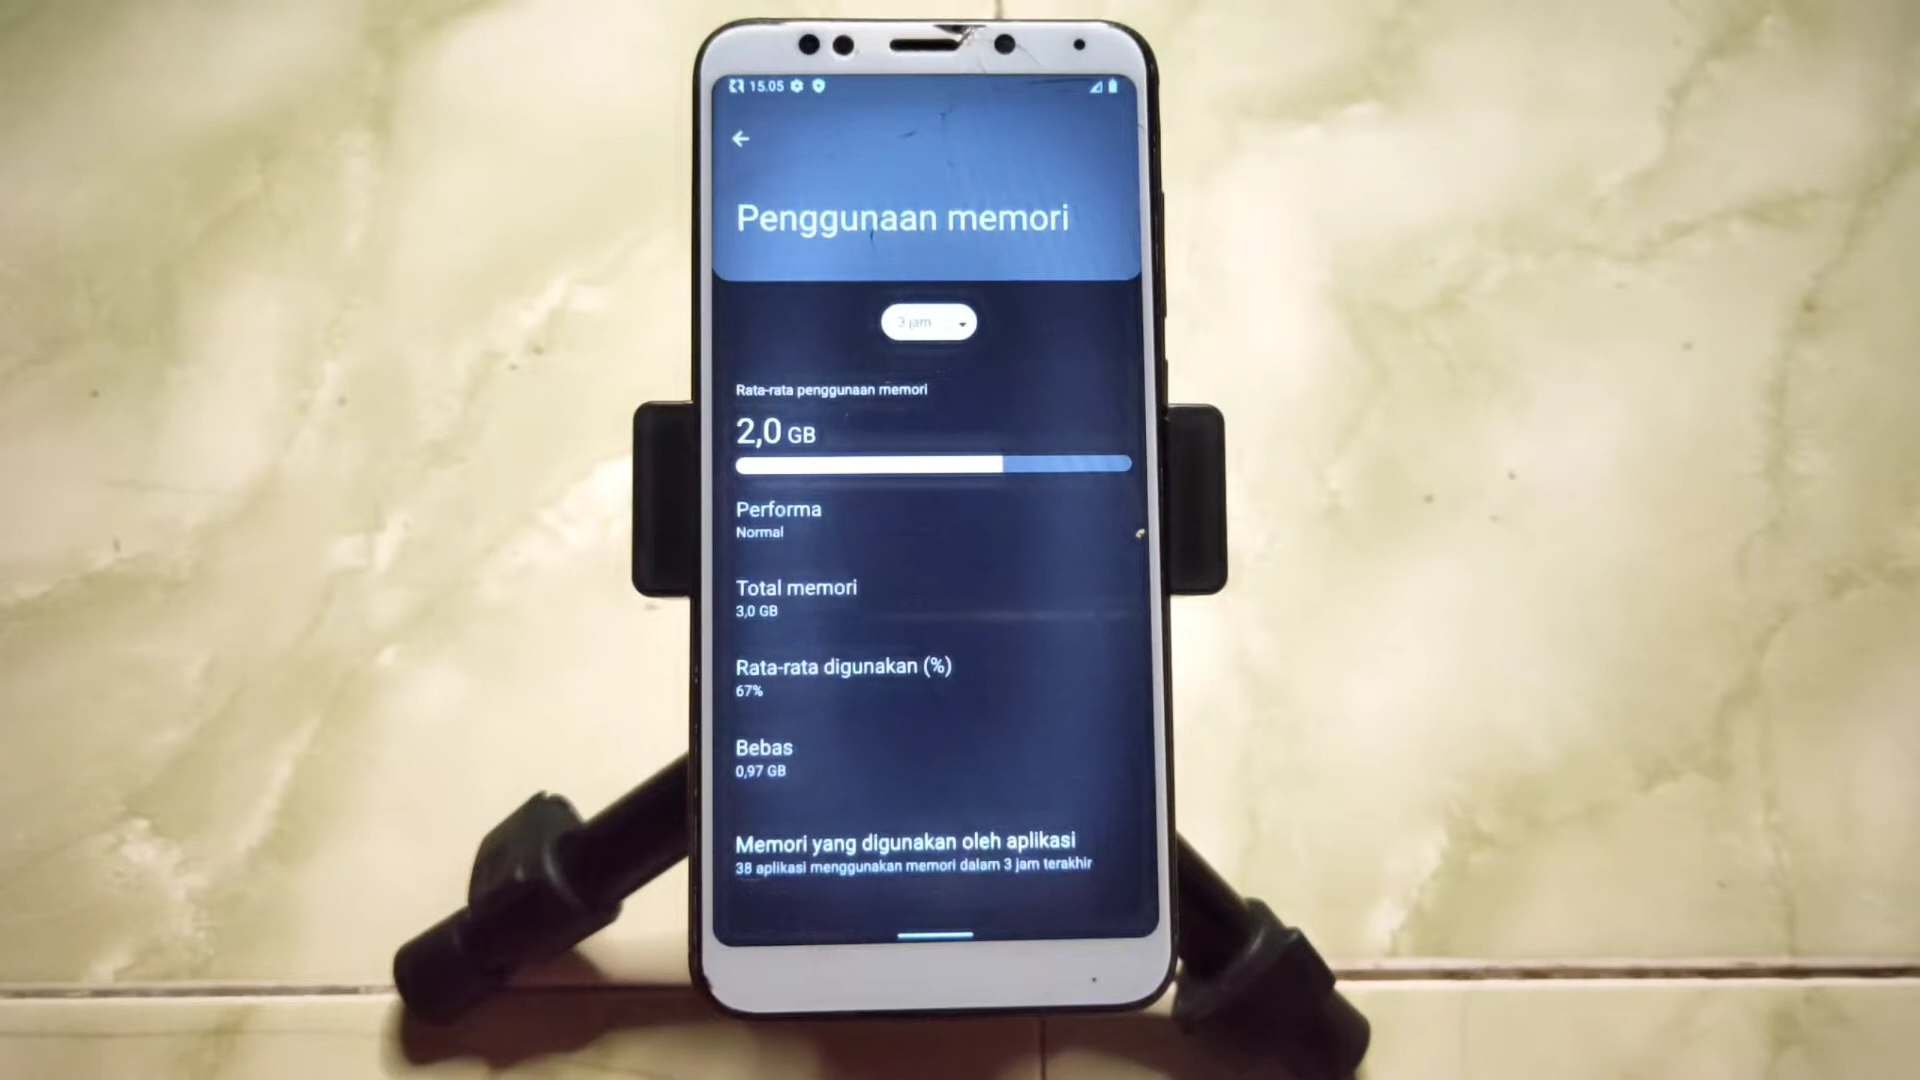 15.05
Penggunaan memori
3 jam
Rata-rata penggunaan memori
2,0 GB
Performa
Normal
Total memori
3,0 GB
Rata-rata digunakan (%)
67%
Bebas
0,97 GB
Memori yang digunakan oleh aplikasi
38 aplikasi menggunakan memori dalam 3 jam terakhir